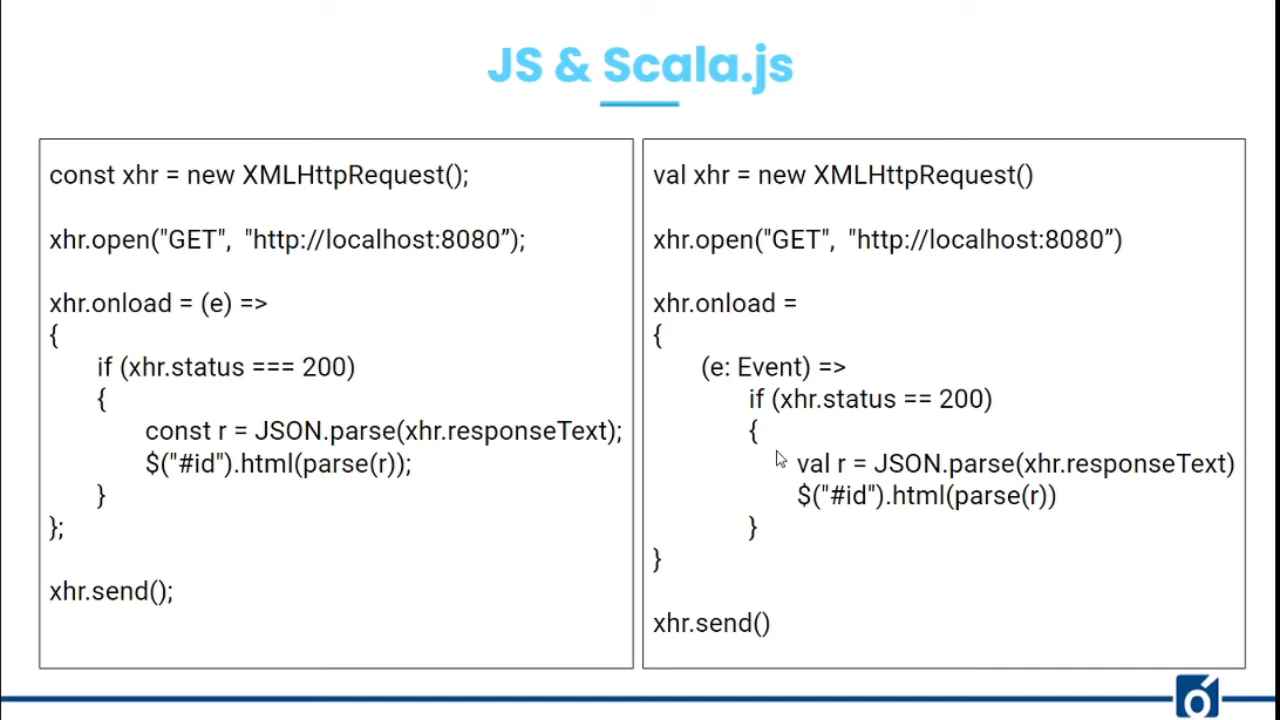 JS & Scala.js
const xhr = new XMLHttpRequest();
xhr.open("GET", "http://localhost:8080”);
xhr.onload = (e) =>
{
if (xhr.status === 200)
{
const r = JSON.parse(xhr.responseText);
$("#id").html(parse(r));
}
};
xhr.send();
val xhr = new XMLHttpRequest()
xhr.open("GET", "http://localhost:8080”)
xhr.onload =
{
(e: Event) =>
if (xhr.status == 200)
{
val r = JSON.parse(xhr.responseText)
$("#id").html(parse(r))
}
}
xhr.send()